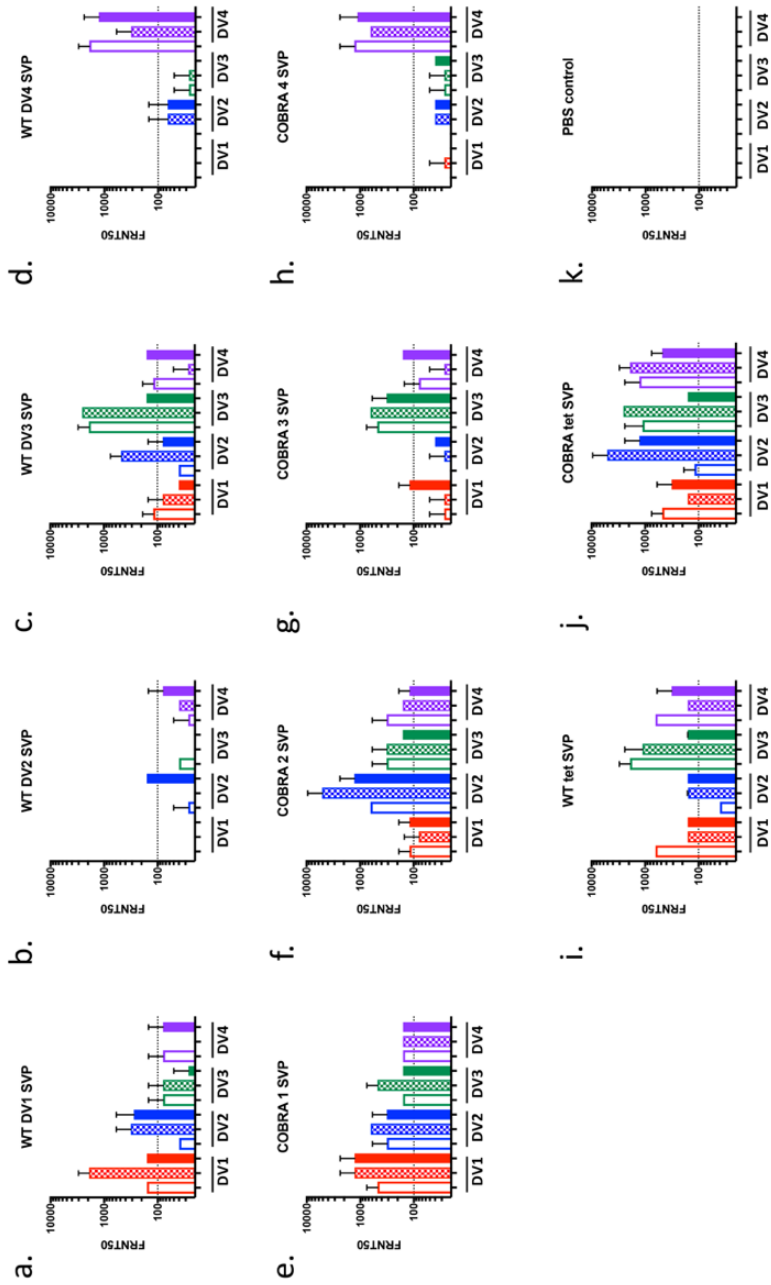 a.
WT DV1 SVP
FRNT50
10000
1000
100
DV1 DV2 DV3 DV4
b.
WT DV2 SVP
FRNT50
10000
1000
100
DV1 DV2 DV3 DV4
c.
WT DV3 SVP
FRNT50
10000
1000
100
DV1 DV2 DV3 DV4
d.
WT DV4 SVP
FRNT50
10000
1000
100
DV1 DV2 DV3 DV4
e.
COBRA 1 SVP
FRNT50
10000
1000
100
DV1 DV2 DV3 DV4
f.
COBRA 2 SVP
FRNT50
10000
1000
100
DV1 DV2 DV3 DV4
g.
COBRA 3 SVP
FRNT50
10000
1000
100
DV1 DV2 DV3 DV4
h.
COBRA 4 SVP
FRNT50
10000
1000
100
DV1 DV2 DV3 DV4
i.
WT tet SVP
FRNT50
10000
1000
100
DV1 DV2 DV3 DV4
j.
COBRA tet SVP
FRNT50
10000
1000
100
DV1 DV2 DV3 DV4
k.
PBS control
FRNT50
10000
1000
100
DV1 DV2 DV3 DV4